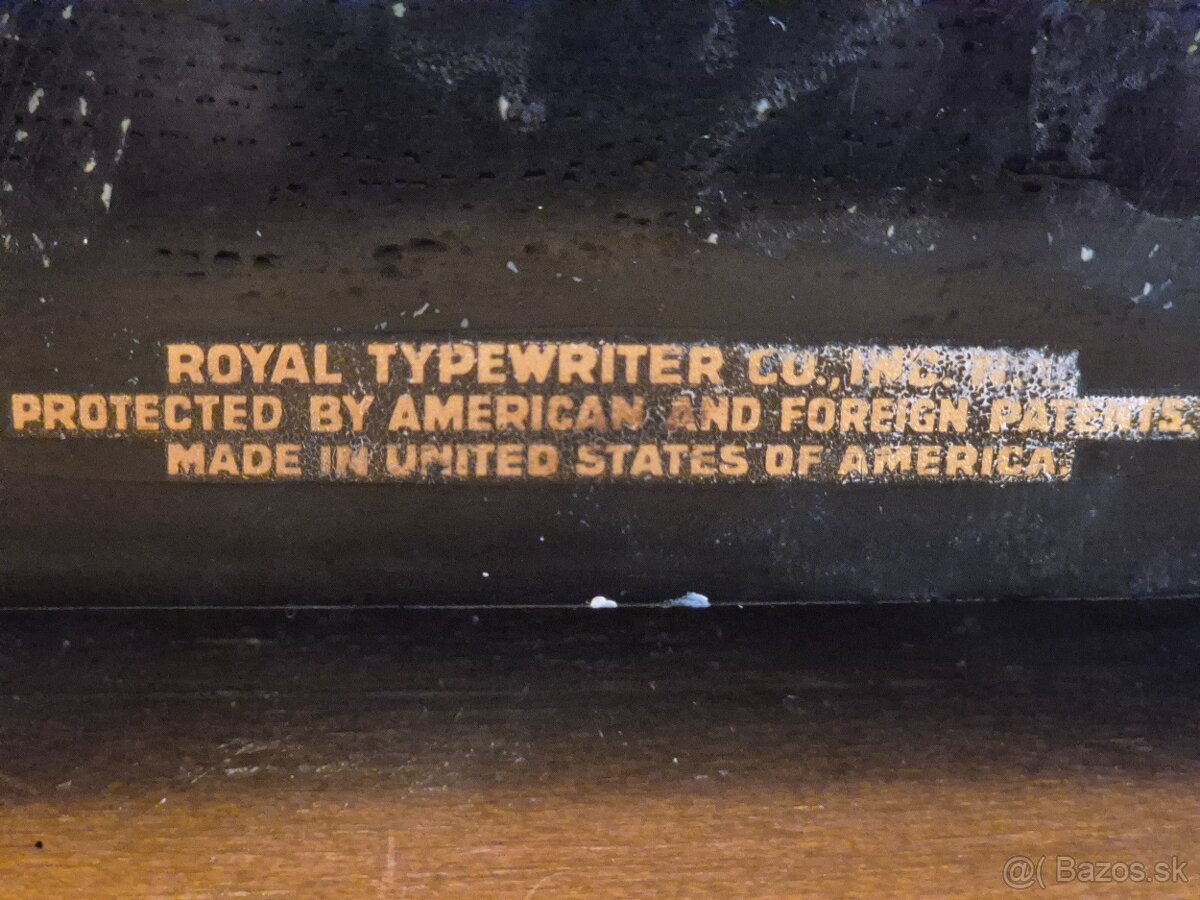 ROYAL TYPEWRITER CO., INC. N.Y.
PROTECTED BY AMERICAN AND FOREIGN PATENTS.
MADE IN UNITED STATES OF AMERICA.
@( Bazos.sk